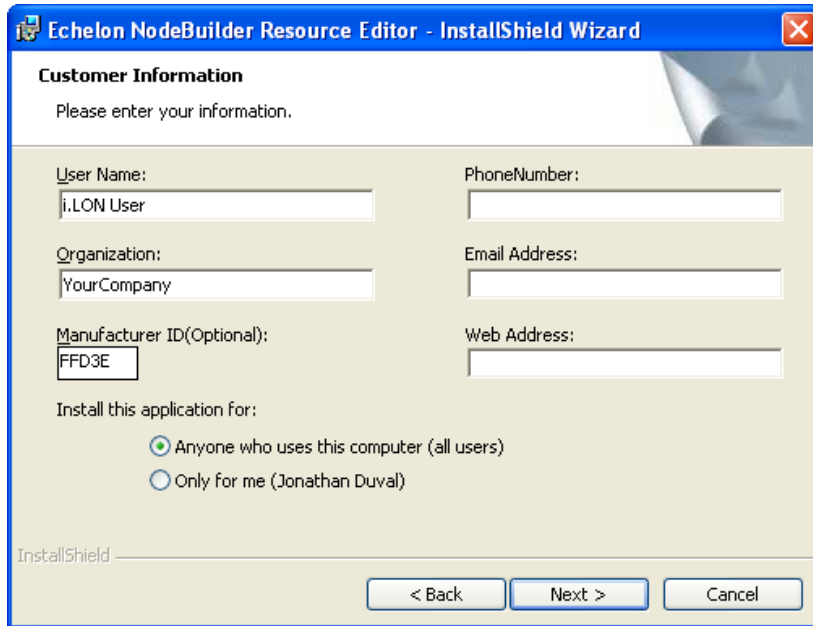 Echelon NodeBuilder Resource Editor - InstallShield Wizard
Customer Information
Please enter your information.
User Name:
i.LON User
PhoneNumber:
Organization:
YourCompany
Email Address:
Manufacturer ID(Optional):
FFD3E
Web Address:
Install this application for:
Anyone who uses this computer (all users)
Only for me (Jonathan Duval)
InstallShield
< Back
Next >
Cancel